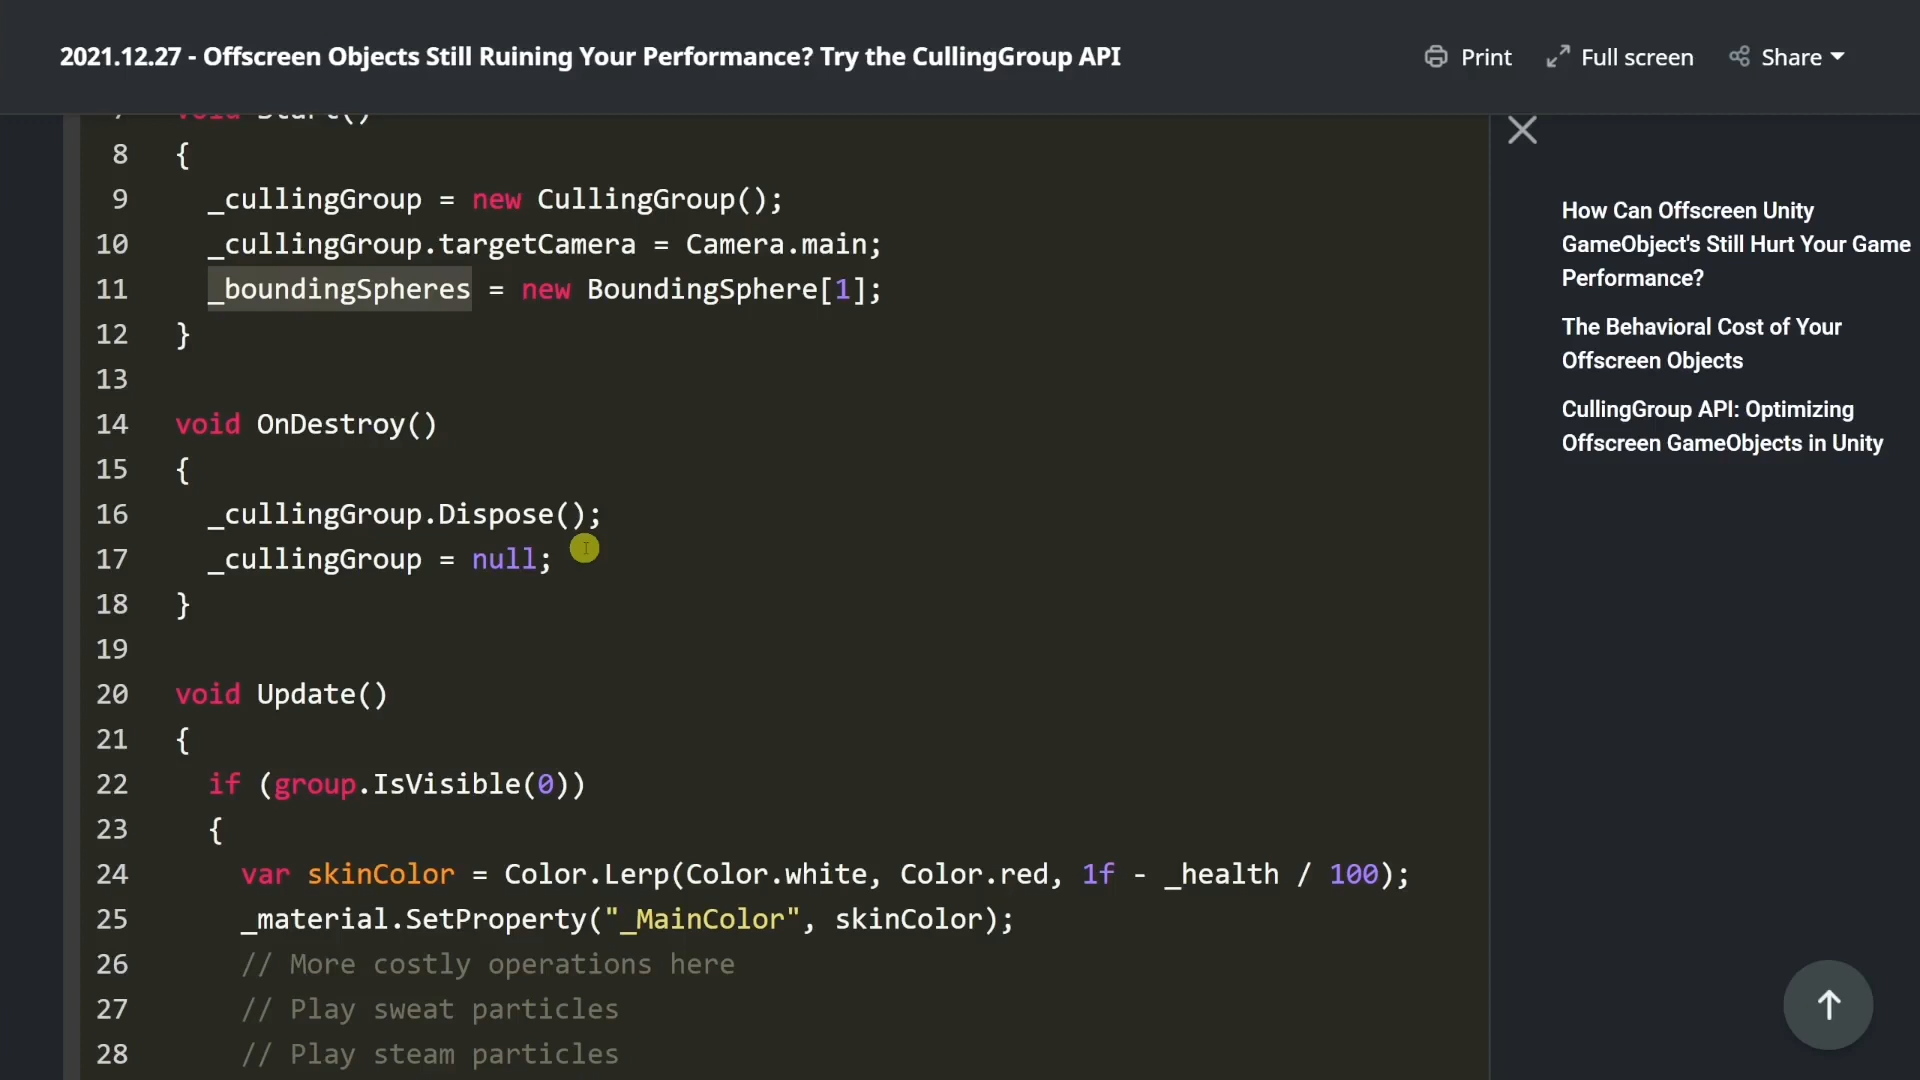 2021.12.27 - Offscreen Objects Still Ruining Your Performance? Try the CullingGroup API
Print
Full screen
Share
7 void Start()
8 {
9 _cullingGroup = new CullingGroup();
10 _cullingGroup.targetCamera = Camera.main;
11 _boundingSpheres = new BoundingSphere[1];
12 }
13
14 void OnDestroy()
15 {
16 _cullingGroup.Dispose();
17 _cullingGroup = null;
18 }
19
20 void Update()
21 {
22 if (group.IsVisible(0))
23 {
24 var skinColor = Color.Lerp(Color.white, Color.red, 1f - _health / 100);
25 _material.SetProperty("_MainColor", skinColor);
26 // More costly operations here
27 // Play sweat particles
28 // Play steam particles
How Can Offscreen Unity
GameObject's Still Hurt Your Game
Performance?
The Behavioral Cost of Your
Offscreen Objects
CullingGroup API: Optimizing
Offscreen GameObjects in Unity